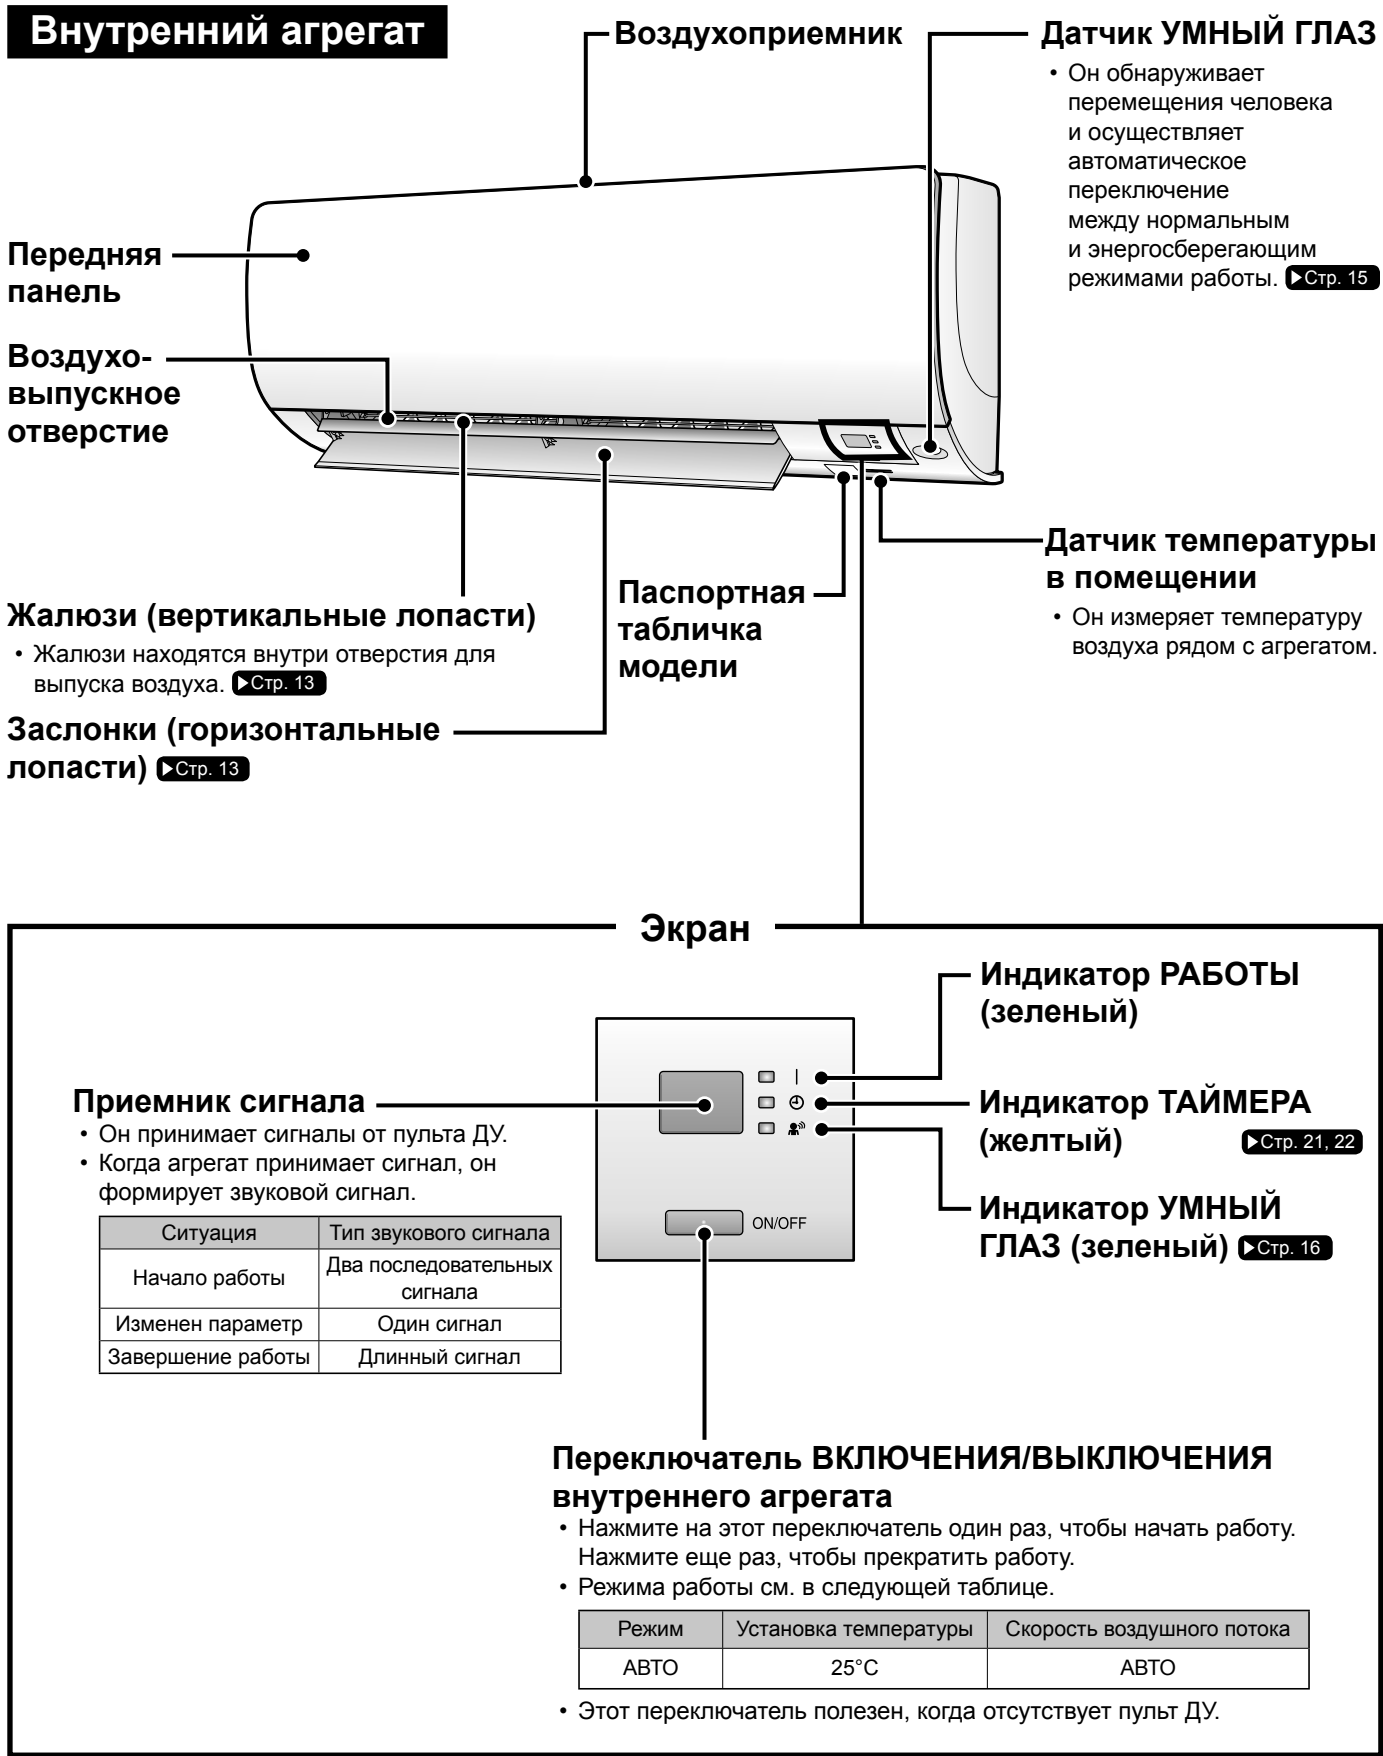 Внутренний агрегат
Воздухоприемник
Датчик УМНЫЙ ГЛАЗ
• Он обнаруживает
перемещения человека
и осуществляет
автоматическое
переключение
между нормальным
и энергосберегающим
режимами работы. ▶Стр. 15
Передняя
панель
Воздухо-
выпускное
отверстие
Датчик температуры
в помещении
• Он измеряет температуру
воздуха рядом с агрегатом.
Паспортная
табличка
модели
Жалюзи (вертикальные лопасти)
• Жалюзи находятся внутри отверстия для
выпуска воздуха. ▶Стр. 13
Заслонки (горизонтальные
лопасти) ▶Стр. 13
Экран
Индикатор РАБОТЫ
(зеленый)
Индикатор ТАЙМЕРА
(желтый) ▶Стр. 21, 22
Индикатор УМНЫЙ
ГЛАЗ (зеленый) ▶Стр. 16
ON/OFF
Приемник сигнала
• Он принимает сигналы от пульта ДУ.
• Когда агрегат принимает сигнал, он
формирует звуковой сигнал.
Ситуация Тип звукового сигнала
Начало работы Два последовательных
сигнала
Изменен параметр Один сигнал
Завершение работы Длинный сигнал
Переключатель ВКЛЮЧЕНИЯ/ВЫКЛЮЧЕНИЯ
внутреннего агрегата
• Нажмите на этот переключатель один раз, чтобы начать работу.
Нажмите еще раз, чтобы прекратить работу.
• Режима работы см. в следующей таблице.
Режим Установка температуры Скорость воздушного потока
АВТО 25°C АВТО
• Этот переключатель полезен, когда отсутствует пульт ДУ.